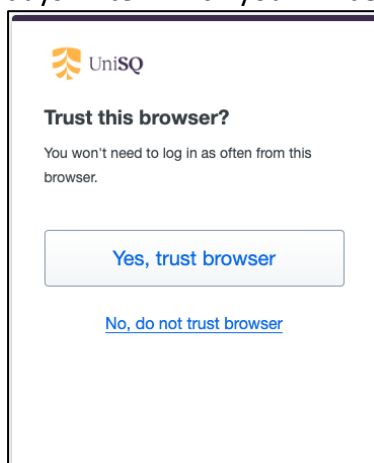 UniSQ
Trust this browser?
You won't need to log in as often from this
browser.
Yes, trust browser
No, do not trust browser